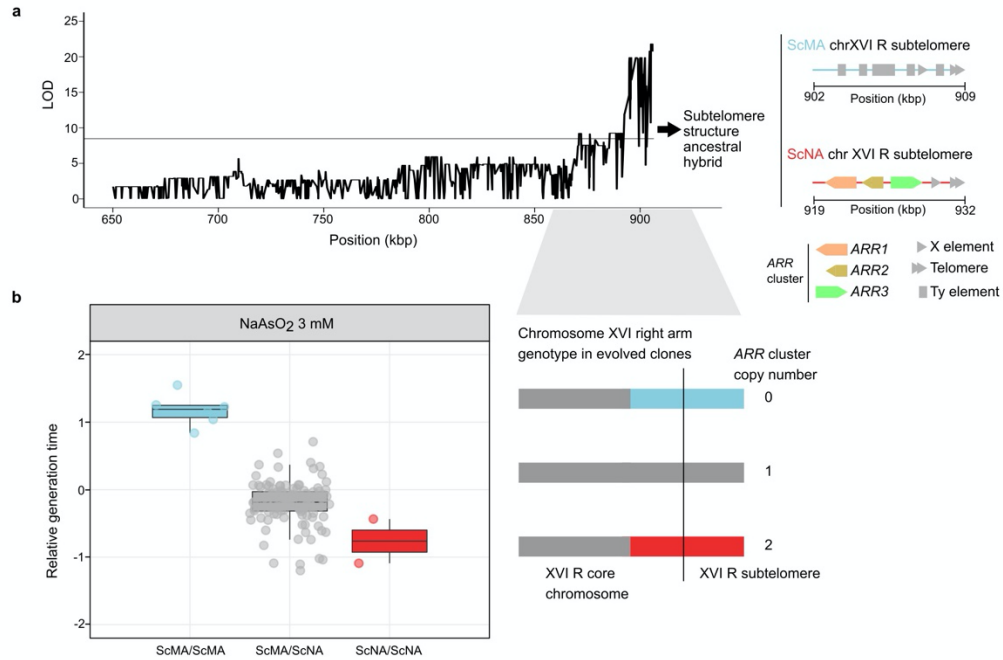 a
25
20
15
10
5
0
LOD
650
700
750
800
850
900
Position (kbp)
Subtelomere
structure
ancestral
hybrid
ScMA chrXVI R subtelomere
902
Position (kbp)
909
ScNA chr XVI R subtelomere
919
Position (kbp)
932
ARR
cluster
ARR1
ARR2
ARR3
X element
Telomere
Ty element
b
NaAsO2 3 mM
2
1
0
-1
-2
Relative generation time
ScMA/ScMA
ScMA/ScNA
ScNA/ScNA
Chromosome XVI right arm
genotype in evolved clones
ARR cluster
copy number
0
1
2
XVI R core
chromosome
XVI R subtelomere